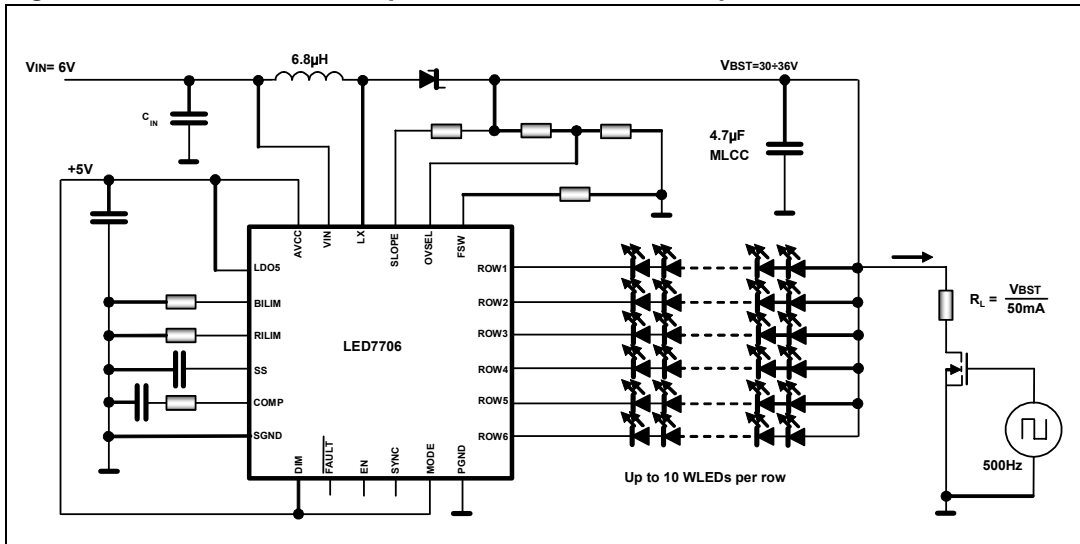 6.8µH
VIN= 6V
VBST=30÷36V
CIN
4.7µF
MLCC
+5V
AVCC
VIN
LX
SLOPE
OVSEL
FSW
LDO5
BILIM
RILIM
SS
COMP
SGND
LED7706
ROW1
ROW2
ROW3
ROW4
ROW5
ROW6
DIM
FAULT
EN
SYNC
MODE
PGND
Up to 10 WLEDs per row
RL = VBST
50mA
500Hz